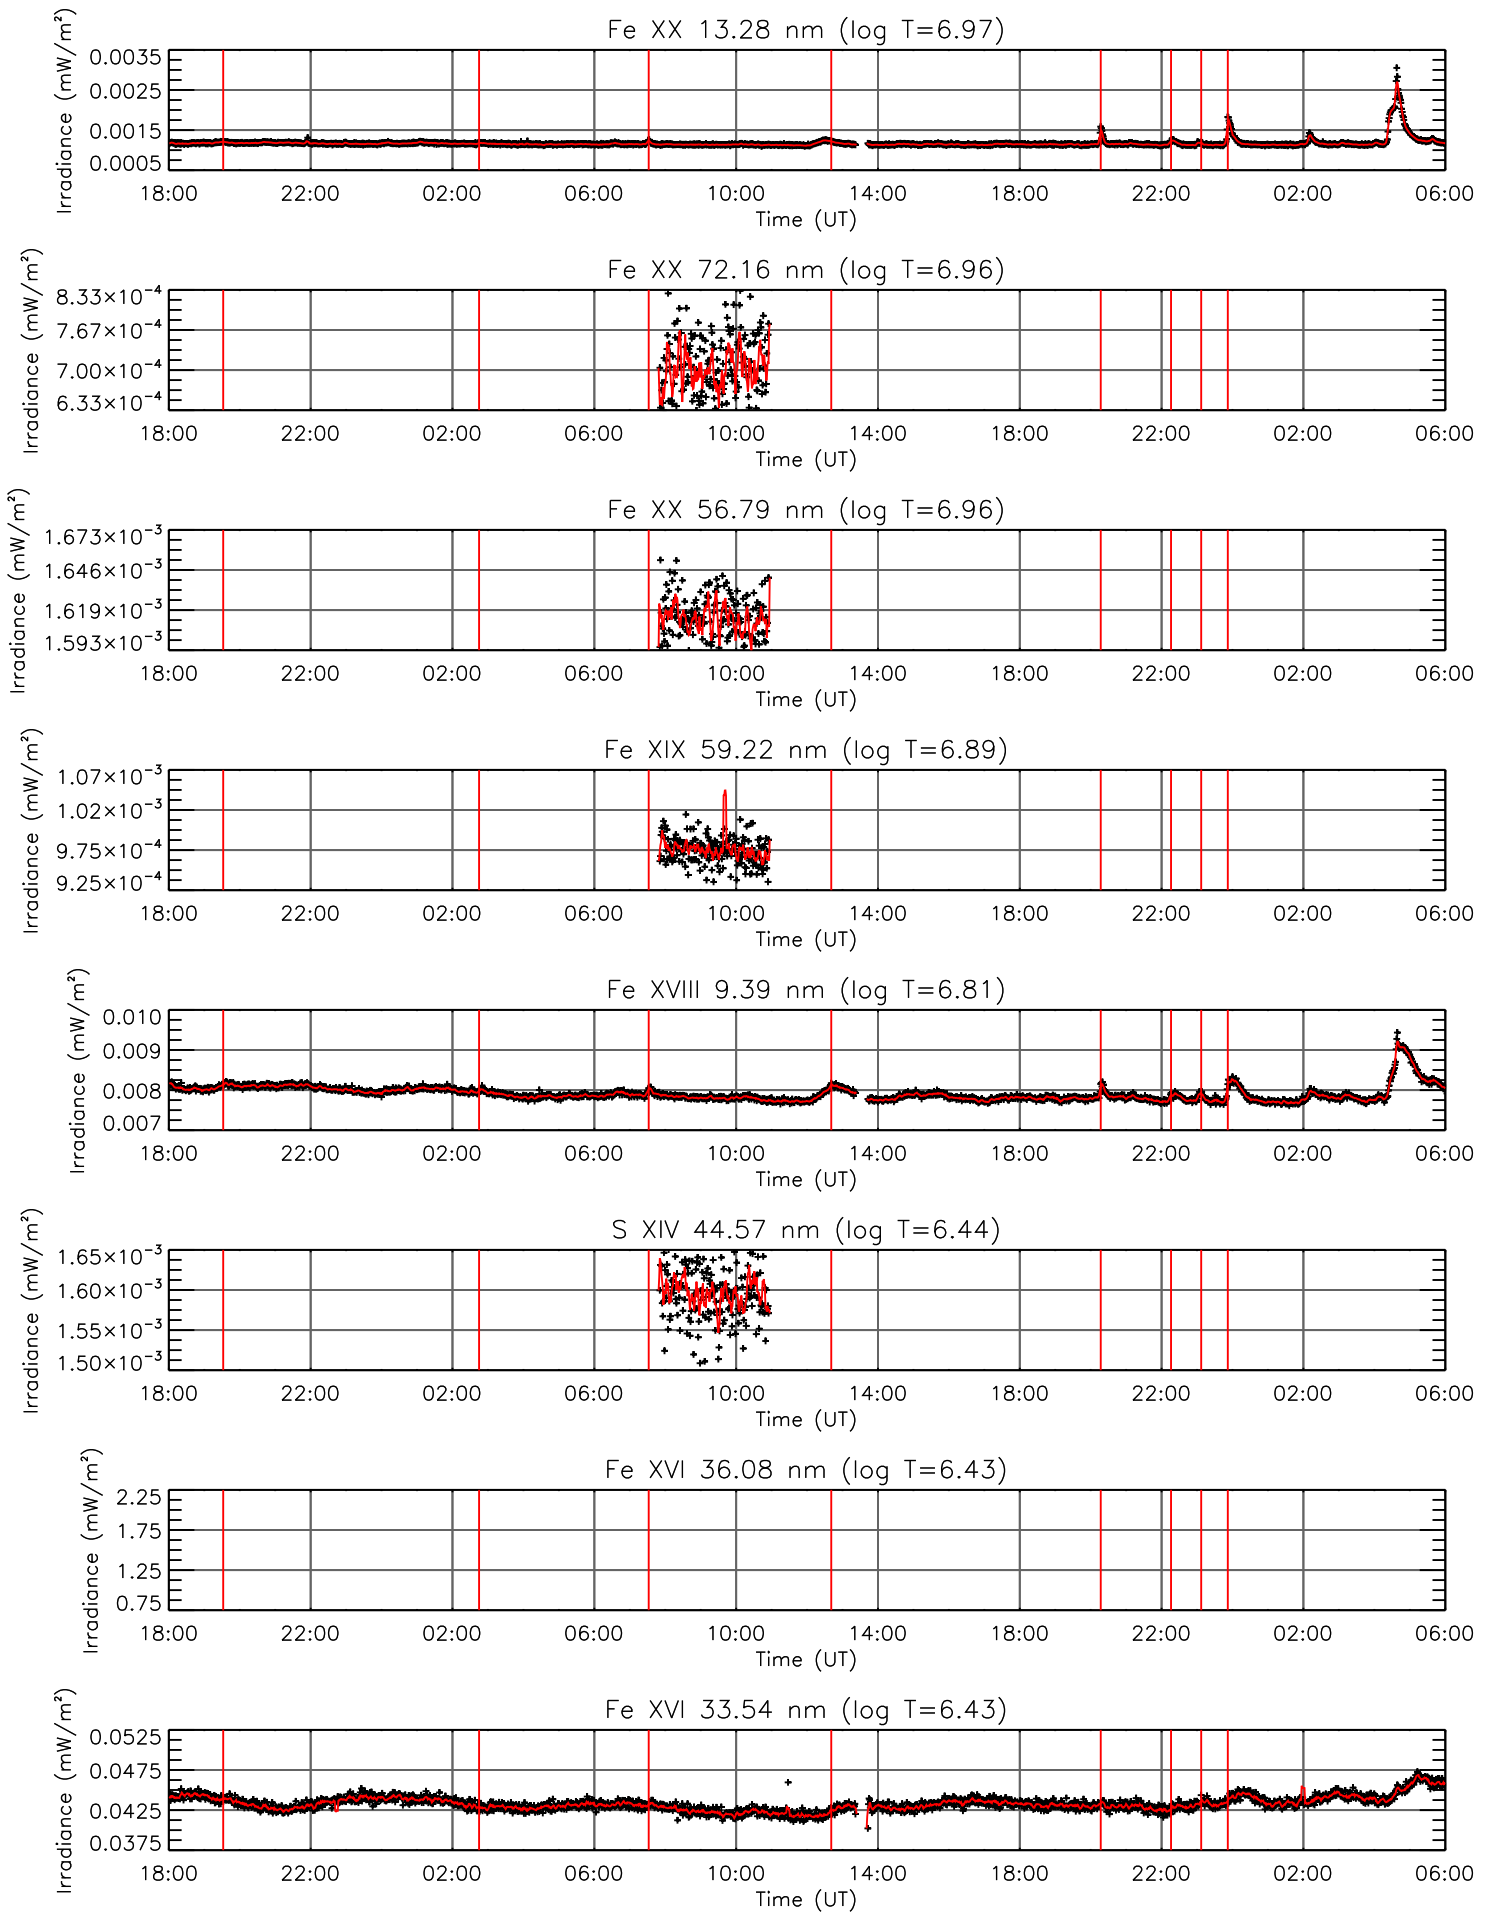 Fe XX 13.28 nm (log T=6.97)
Irradiance (mW/m²)
0.0035
0.0025
0.0015
0.0005
18:00 22:00 02:00 06:00 10:00 14:00 18:00 22:00 02:00 06:00
Time (UT)
Fe XX 72.16 nm (log T=6.96)
Irradiance (mW/m²)
8.33×10⁻⁴
7.67×10⁻⁴
7.00×10⁻⁴
6.33×10⁻⁴
18:00 22:00 02:00 06:00 10:00 14:00 18:00 22:00 02:00 06:00
Time (UT)
Fe XX 56.79 nm (log T=6.96)
Irradiance (mW/m²)
1.673×10⁻³
1.646×10⁻³
1.619×10⁻³
1.593×10⁻³
18:00 22:00 02:00 06:00 10:00 14:00 18:00 22:00 02:00 06:00
Time (UT)
Fe XIX 59.22 nm (log T=6.89)
Irradiance (mW/m²)
1.07×10⁻³
1.02×10⁻³
9.75×10⁻⁴
9.25×10⁻⁴
18:00 22:00 02:00 06:00 10:00 14:00 18:00 22:00 02:00 06:00
Time (UT)
Fe XVIII 9.39 nm (log T=6.81)
Irradiance (mW/m²)
0.010
0.009
0.008
0.007
18:00 22:00 02:00 06:00 10:00 14:00 18:00 22:00 02:00 06:00
Time (UT)
S XIV 44.57 nm (log T=6.44)
Irradiance (mW/m²)
1.65×10⁻³
1.60×10⁻³
1.55×10⁻³
1.50×10⁻³
18:00 22:00 02:00 06:00 10:00 14:00 18:00 22:00 02:00 06:00
Time (UT)
Fe XVI 36.08 nm (log T=6.43)
Irradiance (mW/m²)
2.25
1.75
1.25
0.75
18:00 22:00 02:00 06:00 10:00 14:00 18:00 22:00 02:00 06:00
Time (UT)
Fe XVI 33.54 nm (log T=6.43)
Irradiance (mW/m²)
0.0525
0.0475
0.0425
0.0375
18:00 22:00 02:00 06:00 10:00 14:00 18:00 22:00 02:00 06:00
Time (UT)